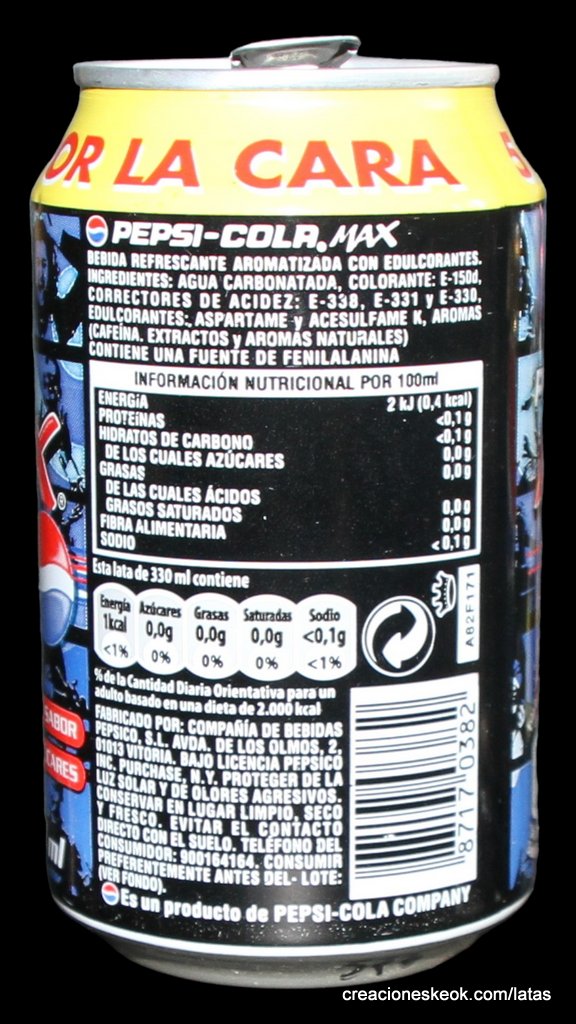 OR LA CARA
PEPSI-COLA. MAX
BEBIDA REFRESCANTE AROMATIZADA CON EDULCORANTES.
INGREDIENTES: AGUA CARBONATADA, COLORANTE: E-150d,
CORRECTORES DE ACIDEZ: E-338, E-331 y E-330,
EDULCORANTES: ASPARTAME y ACESULFAME K, AROMAS
(CAFEÍNA. EXTRACTOS y AROMAS NATURALES)
CONTIENE UNA FUENTE DE FENILALANINA
INFORMACIÓN NUTRICIONAL POR 100ml
ENERGÍA 2 kJ (0,4 kcal)
PROTEÍNAS <0,1g
HIDRATOS DE CARBONO <0,1g
DE LOS CUALES AZÚCARES 0,0g
GRASAS 0,0g
DE LAS CUALES ÁCIDOS
GRASOS SATURADOS 0,0g
FIBRA ALIMENTARIA 0,0g
SODIO <0,1g
Esta lata de 330 ml contiene
Energía Azúcares Grasas Saturadas Sodio
1kcal 0,0g 0,0g 0,0g <0,1g
<1% 0% 0% 0% <1%
A82F171
% de la Cantidad Diaria Orientativa para un
adulto basado en una dieta de 2.000 kcal
FABRICADO POR: COMPAÑÍA DE BEBIDAS
PEPSICO, S.L. AVDA. DE LOS OLMOS, 2,
01013 VITORIA. BAJO LICENCIA PEPSICO
INC. PURCHASE, N.Y. PROTEGER DE LA
LUZ SOLAR Y DE OLORES AGRESIVOS.
CONSERVAR EN LUGAR LIMPIO, SECO
Y FRESCO. EVITAR EL CONTACTO
DIRECTO CON EL SUELO. TELÉFONO DEL
CONSUMIDOR: 900164164. CONSUMIR
PREFERENTEMENTE ANTES DEL- LOTE:
(VER FONDO).
8717 0382
Es un producto de PEPSI-COLA COMPANY
SABOR
CARES
ml
creacioneskeok.com/latas